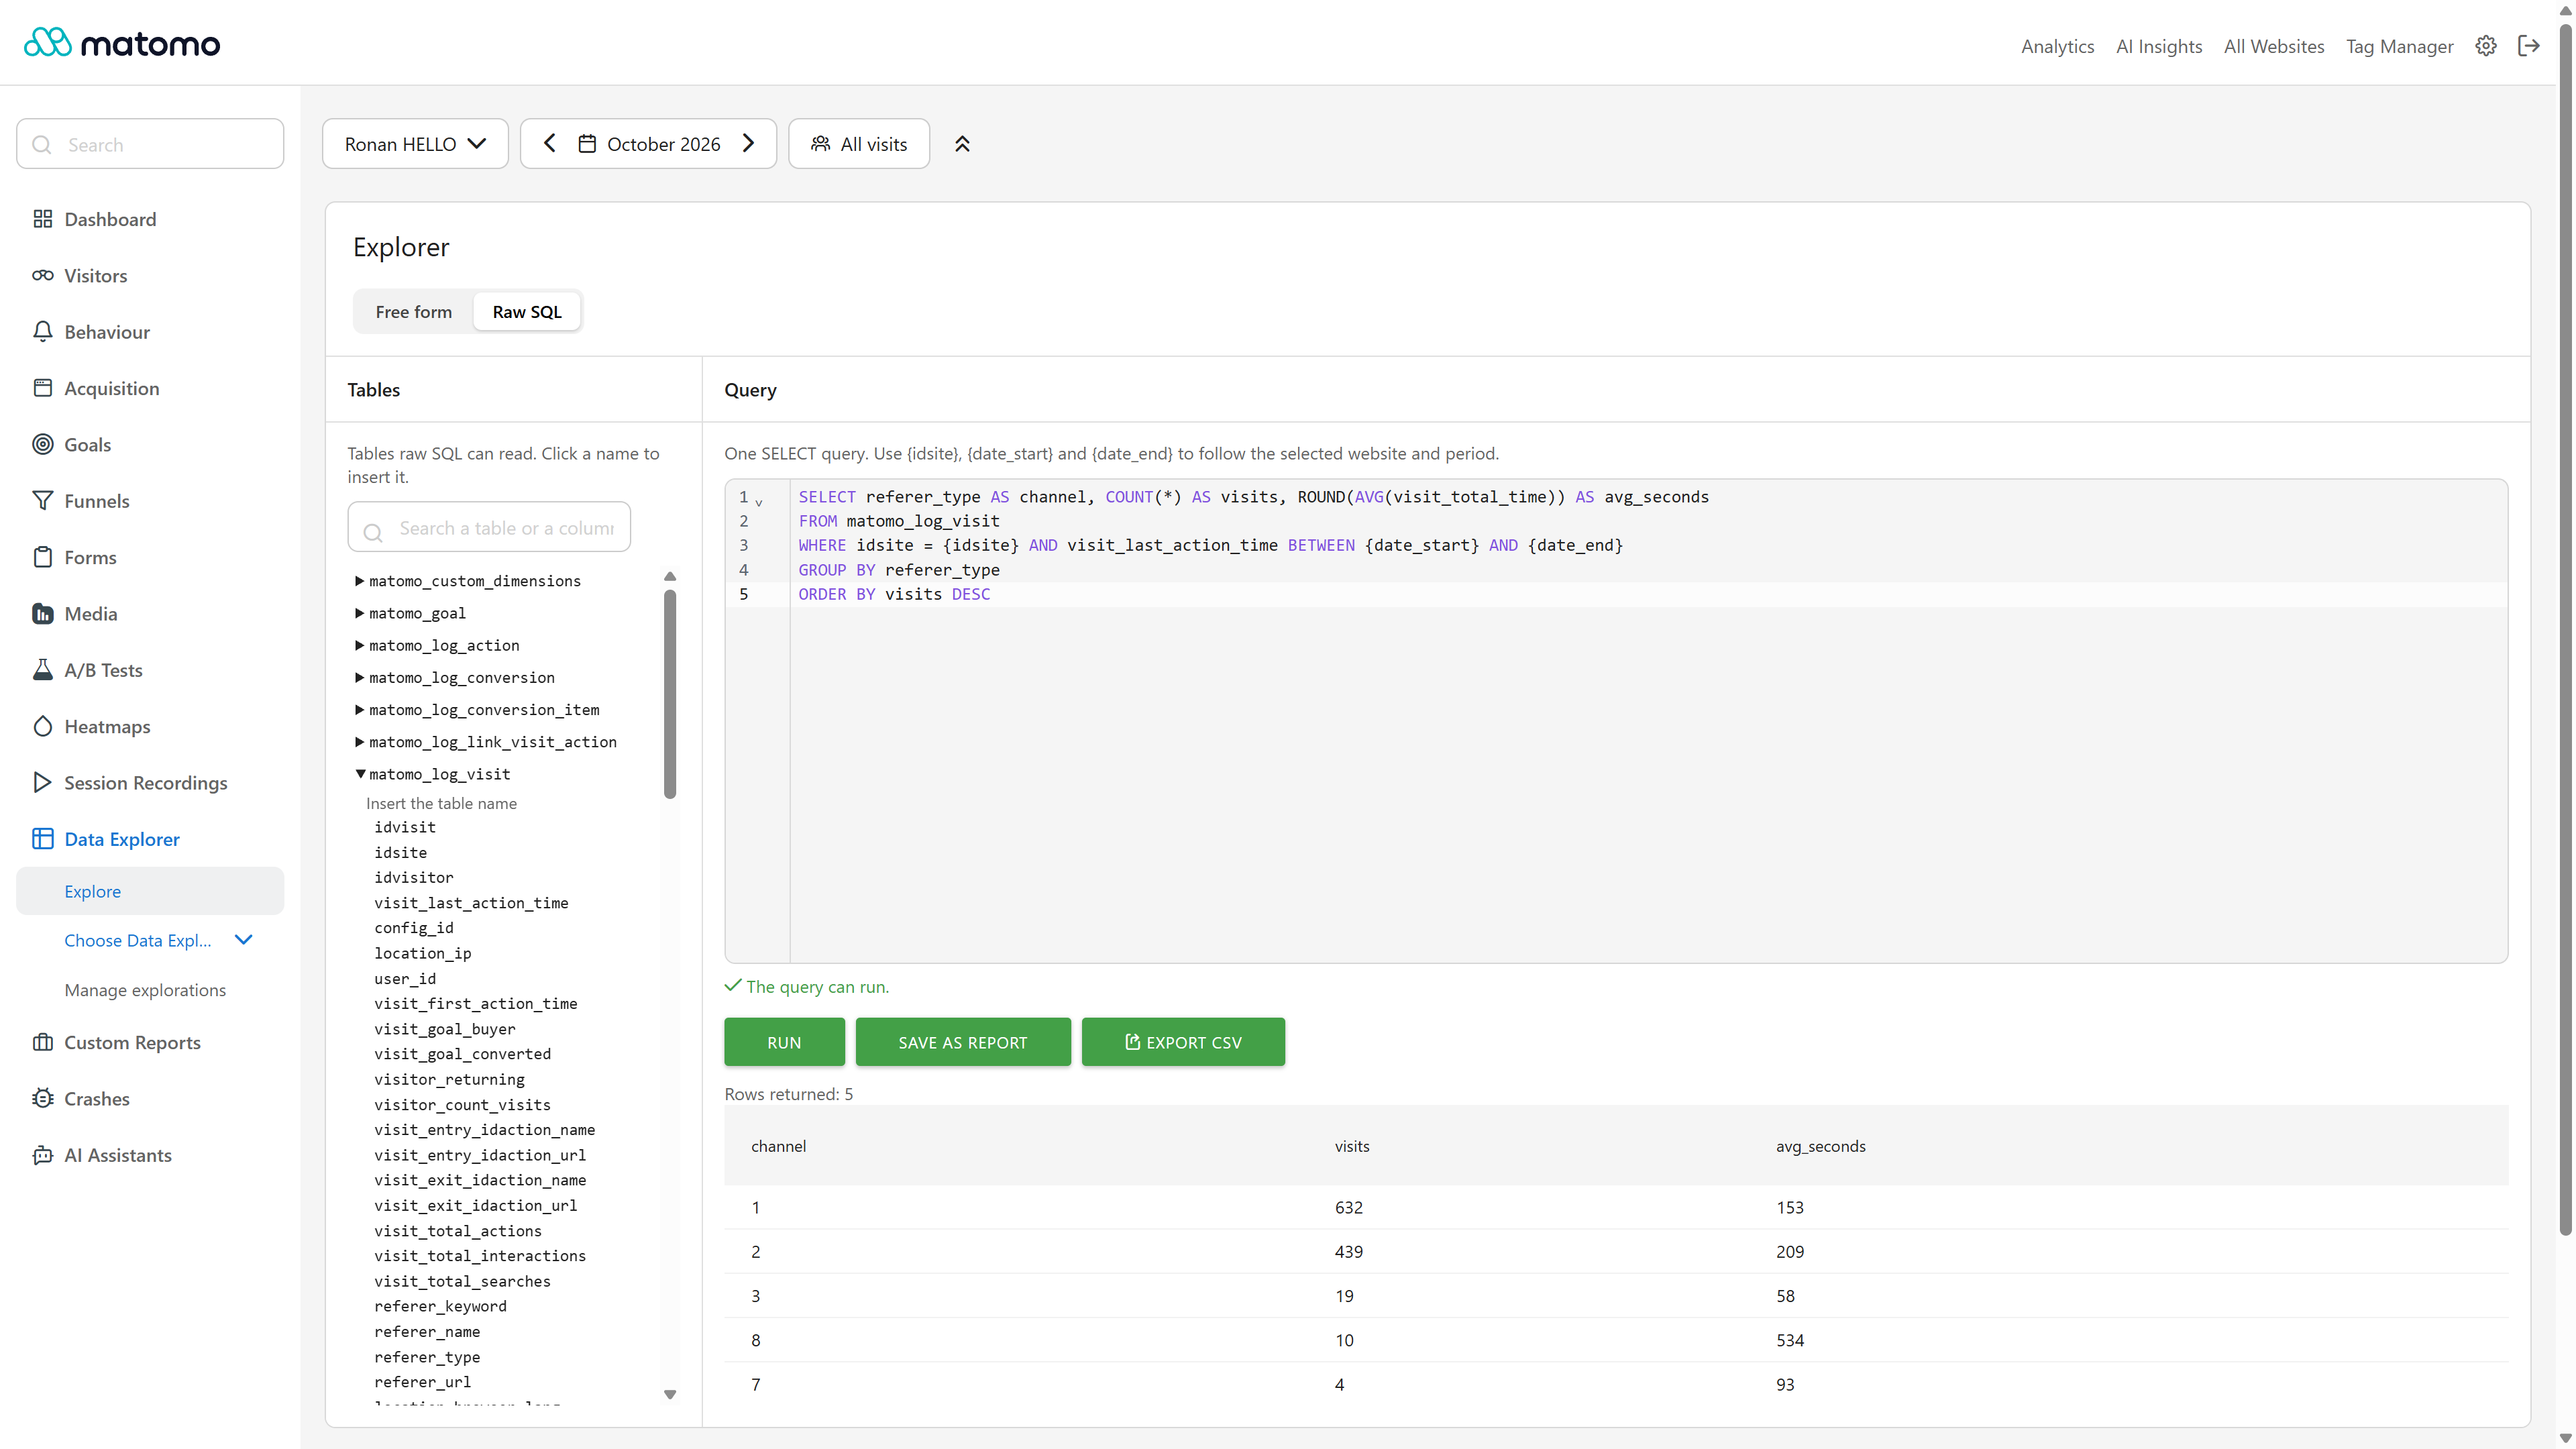 matomo
Analytics
AI Insights
All Websites
Tag Manager
Search
Ronan HELLO
October 2026
All visits
Dashboard
Visitors
Behaviour
Acquisition
Goals
Funnels
Forms
Media
A/B Tests
Heatmaps
Session Recordings
Data Explorer
Explore
Choose Data Expl...
Manage explorations
Custom Reports
Crashes
AI Assistants
Explorer
Free form
Raw SQL
Tables
Tables raw SQL can read. Click a name to
insert it.
Search a table or a column
matomo_custom_dimensions
matomo_goal
matomo_log_action
matomo_log_conversion
matomo_log_conversion_item
matomo_log_link_visit_action
matomo_log_visit
Insert the table name
idvisit
idsite
idvisitor
visit_last_action_time
config_id
location_ip
user_id
visit_first_action_time
visit_goal_buyer
visit_goal_converted
visitor_returning
visitor_count_visits
visit_entry_idaction_name
visit_entry_idaction_url
visit_exit_idaction_name
visit_exit_idaction_url
visit_total_actions
visit_total_interactions
visit_total_searches
referer_keyword
referer_name
referer_type
referer_url
Query
One SELECT query. Use {idsite}, {date_start} and {date_end} to follow the selected website and period.
1 SELECT referer_type AS channel, COUNT(*) AS visits, ROUND(AVG(visit_total_time)) AS avg_seconds
2 FROM matomo_log_visit
3 WHERE idsite = {idsite} AND visit_last_action_time BETWEEN {date_start} AND {date_end}
4 GROUP BY referer_type
5 ORDER BY visits DESC
The query can run.
RUN
SAVE AS REPORT
EXPORT CSV
Rows returned: 5
channel visits avg_seconds
1 632 153
2 439 209
3 19 58
8 10 534
7 4 93